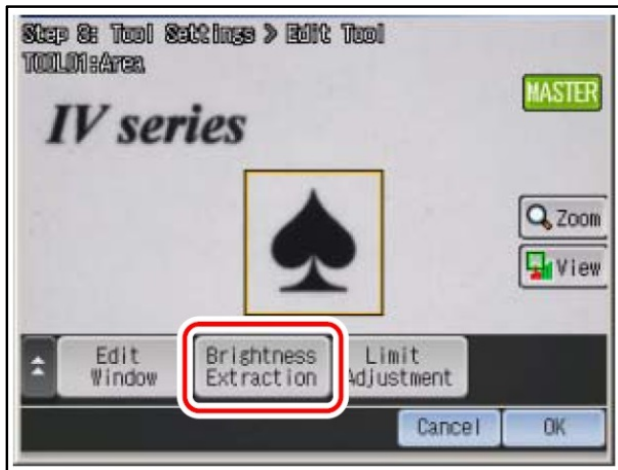 Step 3: Tool Settings > Edit Tool
TOOL01:Area
MASTER
IV series
Zoom
View
Edit Window
Brightness Extraction
Limit Adjustment
Cancel
OK